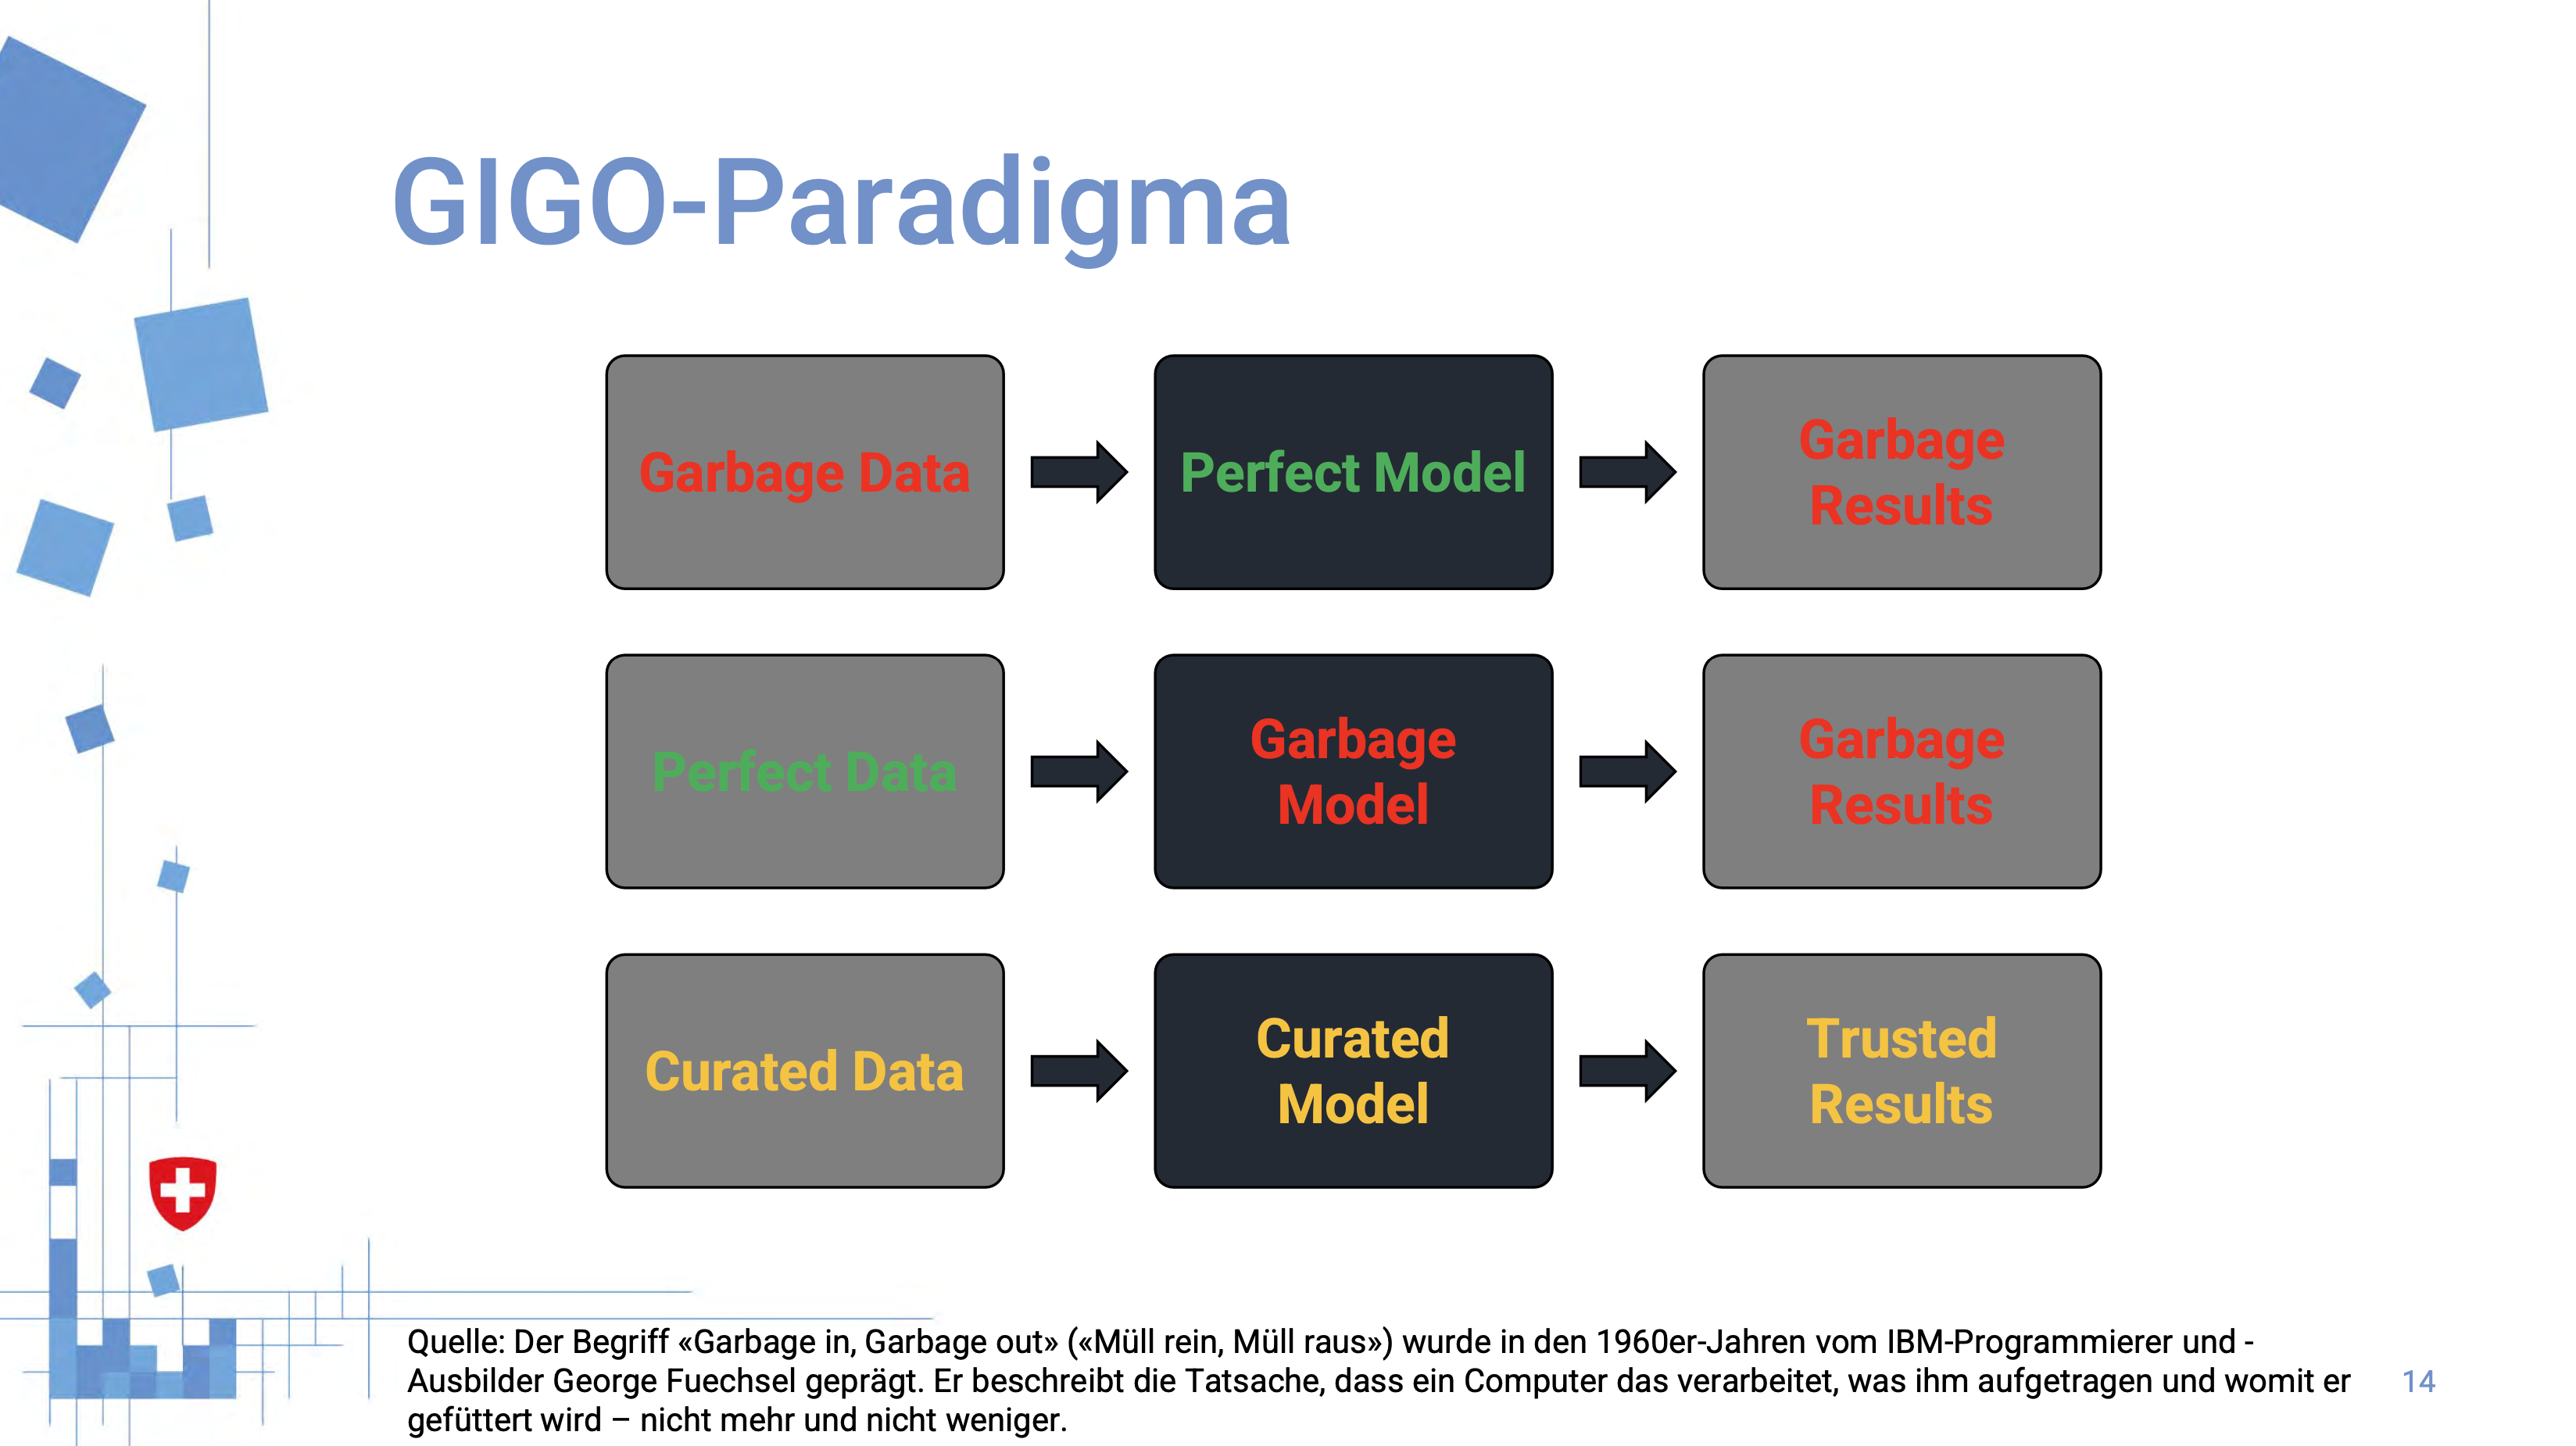 GIGO-Paradigma
Garbage Data
Perfect Model
Garbage
Results
Perfect Data
Garbage
Model
Garbage
Results
Curated Data
Curated
Model
Trusted
Results
Quelle: Der Begriff «Garbage in, Garbage out» («Müll rein, Müll raus») wurde in den 1960er-Jahren vom IBM-Programmierer und -
Ausbilder George Fuechsel geprägt. Er beschreibt die Tatsache, dass ein Computer das verarbeitet, was ihm aufgetragen und womit er
gefüttert wird – nicht mehr und nicht weniger.
14